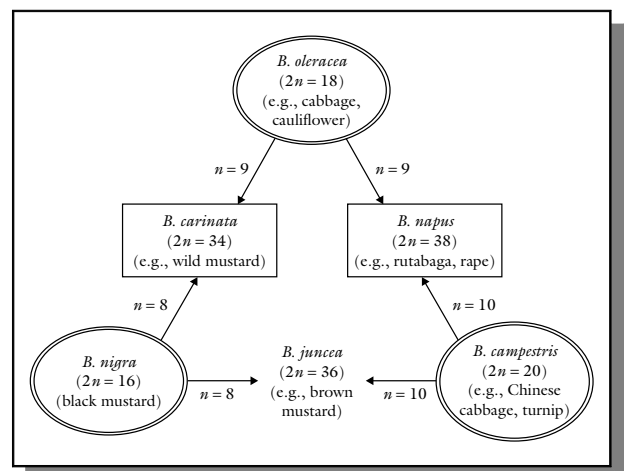 B. oleracea
(2n = 18)
(e.g., cabbage,
cauliflower)
n = 9
n = 9
B. carinata
(2n = 34)
(e.g., wild mustard)
B. napus
(2n = 38)
(e.g., rutabaga, rape)
n = 8
n = 10
B. nigra
(2n = 16)
(black mustard)
B. juncea
(2n = 36)
(e.g., brown
mustard)
B. campestris
(2n = 20)
(e.g., Chinese
cabbage, turnip)
n = 8
n = 10